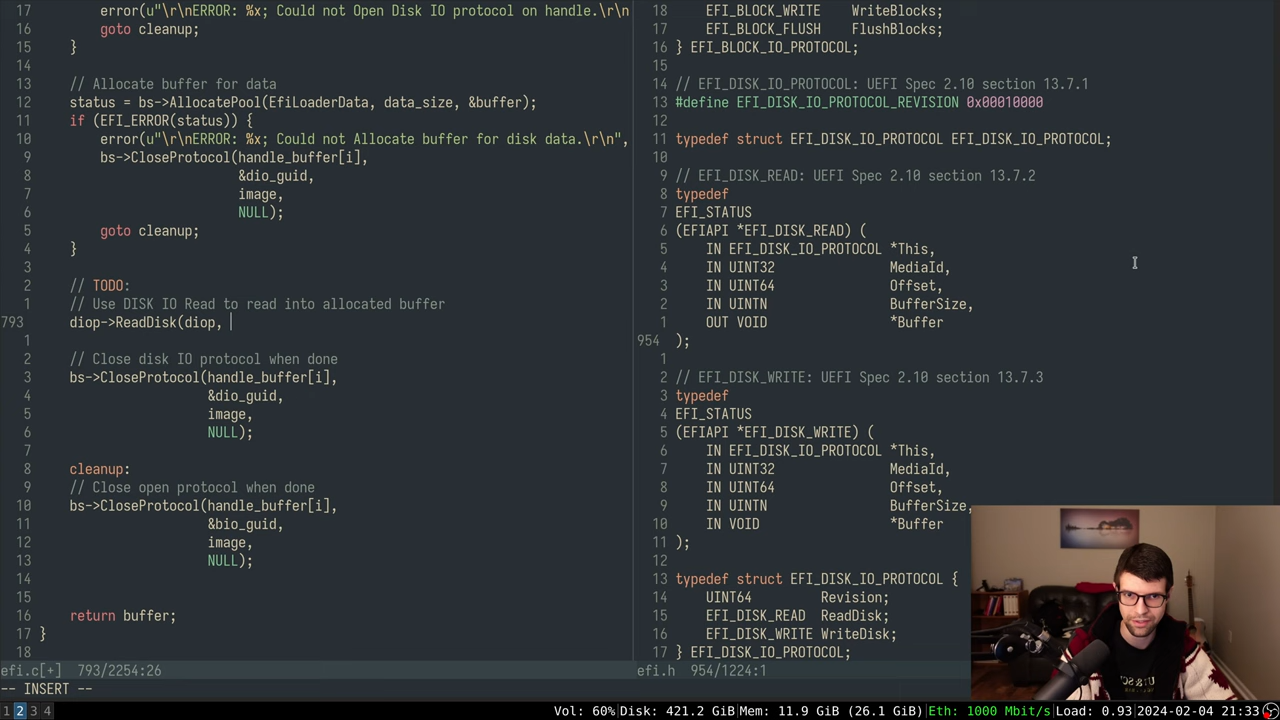 17 error(u"\r\nERROR: %x; Could not Open Disk IO protocol on handle.\r\n
16 goto cleanup;
15 }
14
13 // Allocate buffer for data
12 status = bs->AllocatePool(EfiLoaderData, data_size, &buffer);
11 if (EFI_ERROR(status)) {
10 error(u"\r\nERROR: %x; Could not Allocate buffer for disk data.\r\n",
9 bs->CloseProtocol(handle_buffer[i],
8 &dio_guid,
7 image,
6 NULL);
5 goto cleanup;
4 }
3
2 // TODO:
1 // Use DISK IO Read to read into allocated buffer
793 diop->ReadDisk(diop,
1
2 // Close disk IO protocol when done
3 bs->CloseProtocol(handle_buffer[i],
4 &dio_guid,
5 image,
6 NULL);
7
8 cleanup:
9 // Close open protocol when done
10 bs->CloseProtocol(handle_buffer[i],
11 &bio_guid,
12 image,
13 NULL);
14
15
16 return buffer;
17 }
18
efi.c[+] 793/2254:26
-- INSERT --
18 EFI_BLOCK_WRITE WriteBlocks;
17 EFI_BLOCK_FLUSH FlushBlocks;
16 } EFI_BLOCK_IO_PROTOCOL;
15
14 // EFI_DISK_IO_PROTOCOL: UEFI Spec 2.10 section 13.7.1
13 #define EFI_DISK_IO_PROTOCOL_REVISION 0x00010000
12
11 typedef struct EFI_DISK_IO_PROTOCOL EFI_DISK_IO_PROTOCOL;
10
9 // EFI_DISK_READ: UEFI Spec 2.10 section 13.7.2
8 typedef
7 EFI_STATUS
6 (EFIAPI *EFI_DISK_READ) (
5 IN EFI_DISK_IO_PROTOCOL *This,
4 IN UINT32 MediaId,
3 IN UINT64 Offset,
2 IN UINTN BufferSize,
1 OUT VOID *Buffer
954 );
1
2 // EFI_DISK_WRITE: UEFI Spec 2.10 section 13.7.3
3 typedef
4 EFI_STATUS
5 (EFIAPI *EFI_DISK_WRITE) (
6 IN EFI_DISK_IO_PROTOCOL *This,
7 IN UINT32 MediaId,
8 IN UINT64 Offset,
9 IN UINTN BufferSize,
10 IN VOID *Buffer
11 );
12
13 typedef struct EFI_DISK_IO_PROTOCOL {
14 UINT64 Revision;
15 EFI_DISK_READ ReadDisk;
16 EFI_DISK_WRITE WriteDisk;
17 } EFI_DISK_IO_PROTOCOL;
efi.h 954/1224:1
1 2 3 4 Vol: 60%|Disk: 421.2 GiB|Mem: 11.9 GiB (26.1 GiB)|Eth: 1000 Mbit/s|Load: 0.93|2024-02-04 21:33